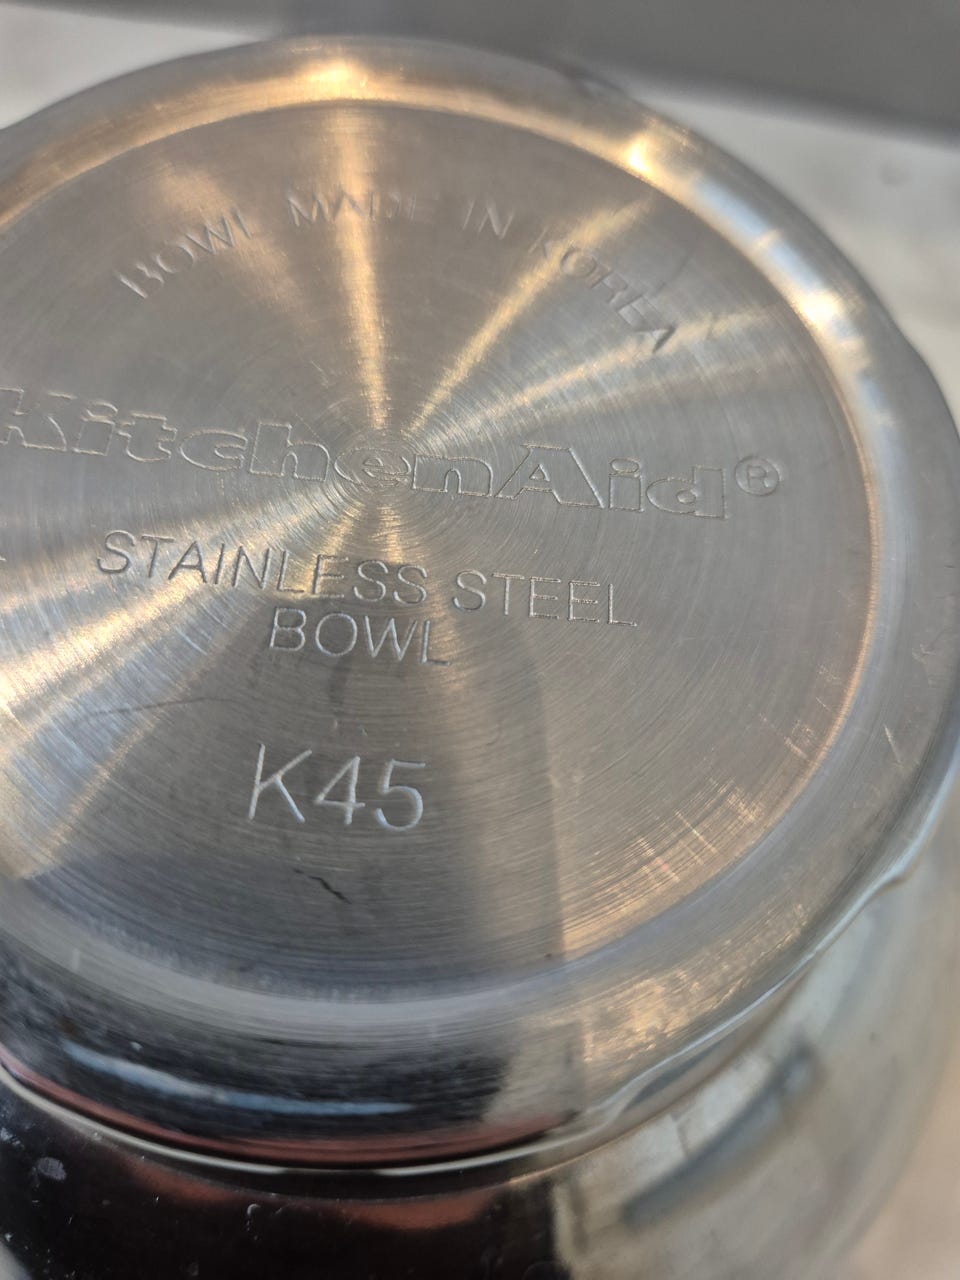 BOWL MADE IN KOREA
KitchenAid®
STAINLESS STEEL
BOWL
K45